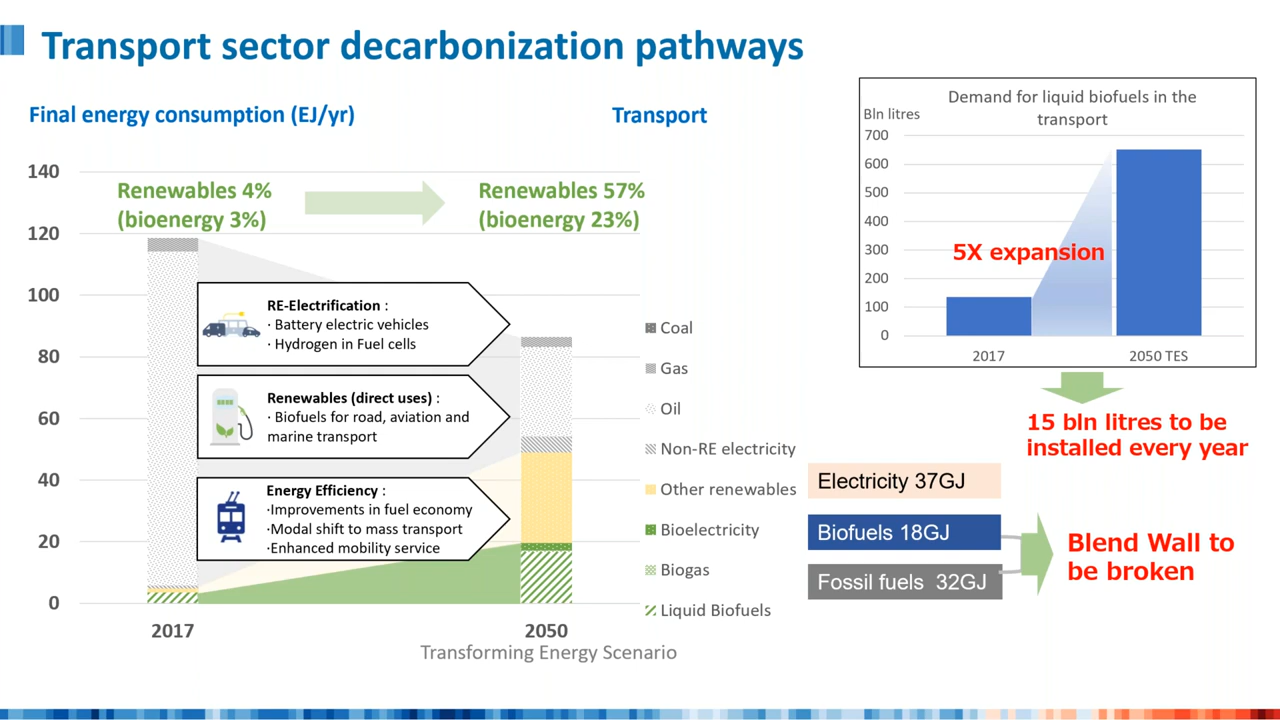 Transport sector decarbonization pathways
Final energy consumption (EJ/yr)
Transport
140
120
100
80
60
40
20
0
Renewables 4%
(bioenergy 3%)
Renewables 57%
(bioenergy 23%)
RE-Electrification :
· Battery electric vehicles
· Hydrogen in Fuel cells
Renewables (direct uses) :
· Biofuels for road, aviation and
marine transport
Energy Efficiency :
·Improvements in fuel economy
·Modal shift to mass transport
·Enhanced mobility service
2017
2050
Transforming Energy Scenario
Coal
Gas
Oil
Non-RE electricity
Other renewables
Bioelectricity
Biogas
Liquid Biofuels
Demand for liquid biofuels in the
transport
Bln litres
700
600
500
400
300
200
100
0
5X expansion
2017
2050 TES
15 bln litres to be
installed every year
Electricity 37GJ
Biofuels 18GJ
Fossil fuels 32GJ
Blend Wall to
be broken